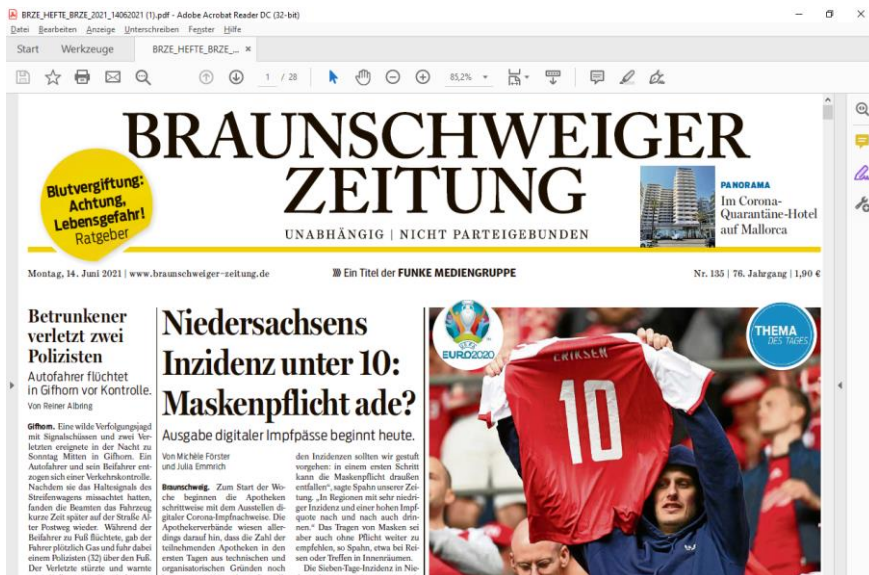 BRZE_HEFTE_BRZE_2021_14062021 (1).pdf - Adobe Acrobat Reader DC (32-bit)
Datei Bearbeiten Anzeige Unterschreiben Fenster Hilfe
Start Werkzeuge BRZE_HEFTE_BRZE_...
1 / 28 85,2%
BRAUNSCHWEIGER
ZEITUNG
UNABHÄNGIG | NICHT PARTEIGEBUNDEN
Blutvergiftung:
Achtung,
Lebensgefahr!
Ratgeber
PANORAMA
Im Corona-
Quarantäne-Hotel
auf Mallorca
Montag, 14. Juni 2021 | www.braunschweiger-zeitung.de
Ein Titel der FUNKE MEDIENGRUPPE
Nr. 135 | 76. Jahrgang | 1,90 €
Betrunkener
verletzt zwei
Polizisten
Autofahrer flüchtet
in Gifhorn vor Kontrolle.
Von Reiner Albring
Gifhorn. Eine wilde Verfolgungsjagd
mit Signalschüssen und zwei Ver-
letzten ereignete in der Nacht zu
Sonntag Mitten in Gifhorn. Ein
Autofahrer und sein Beifahrer ent-
zogen sich einer Verkehrskontrolle.
Nachdem sie das Haltesignal des
Streifenwagens missachtet hatten,
fanden die Beamten das Fahrzeug
kurze Zeit später auf der Straße Al-
ter Postweg wieder. Während der
Beifahrer zu Fuß flüchtete, gab der
Fahrer plötzlich Gas und fuhr dabei
einem Polizisten (32) über den Fuß.
Der Verletzte stürzte und warnte
Niedersachsens
Inzidenz unter 10:
Maskenpflicht ade?
Ausgabe digitaler Impfpässe beginnt heute.
Von Michèle Förster
und Julia Emmrich
Braunschweig. Zum Start der Wo-
che beginnen die Apotheken
schrittweise mit dem Ausstellen di-
gitaler Corona-Impfnachweise. Die
Apothekerverbände wiesen aller-
dings darauf hin, dass die Zahl der
teilnehmenden Apotheken in den
ersten Tagen aus technischen und
organisatorischen Gründen noch
den Inzidenzen sollten wir gestuft
vorgehen: in einem ersten Schritt
kann die Maskenpflicht draußen
entfallen“, sagte Spahn unserer Zei-
tung. „In Regionen mit sehr niedri-
ger Inzidenz und einer hohen Impf-
quote nach und nach auch drin-
nen.“ Das Tragen von Masken sei
aber auch ohne Pflicht weiter zu
empfehlen, so Spahn, etwa bei Rei-
sen oder Treffen in Innenräumen.
Die Sieben-Tage-Inzidenz in Nie-
UEFA
EURO2020
THEMA
DES TAGES
ERIKSEN
10